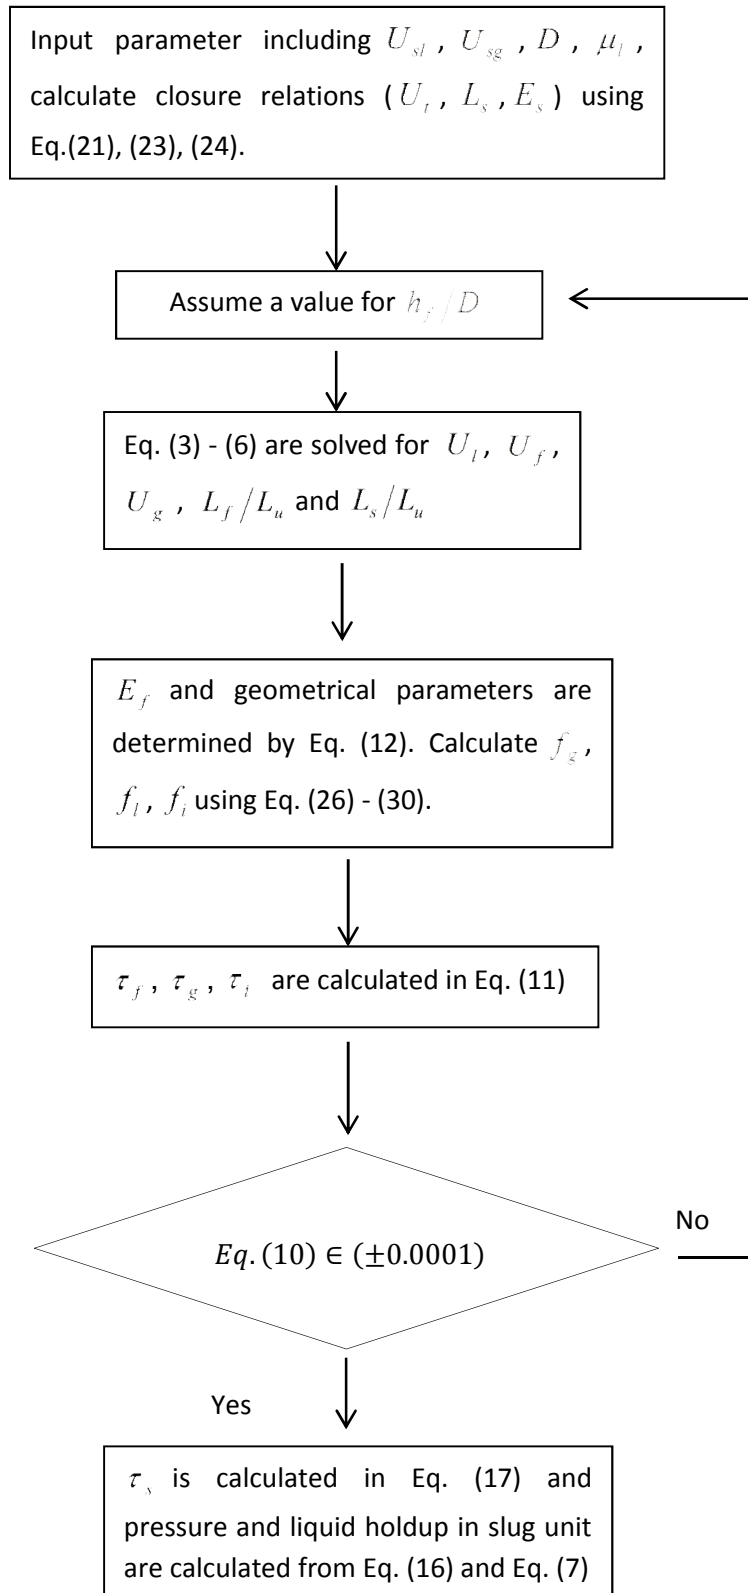 Input parameter including U_sl , U_sg , D , μ_l ,
calculate closure relations ( U_t , L_s , E_s ) using
Eq.(21), (23), (24).
Assume a value for h_f/D
Eq. (3) - (6) are solved for U_l , U_f ,
U_g , L_f/L_u and L_s/L_u
E_f and geometrical parameters are
determined by Eq. (12). Calculate f_g ,
f_l , f_i using Eq. (26) - (30).
τ_f , τ_g , τ_i are calculated in Eq. (11)
No
Eq. (10) ∈ (±0.0001)
Yes
τ_s is calculated in Eq. (17) and
pressure and liquid holdup in slug unit
are calculated from Eq. (16) and Eq. (7)